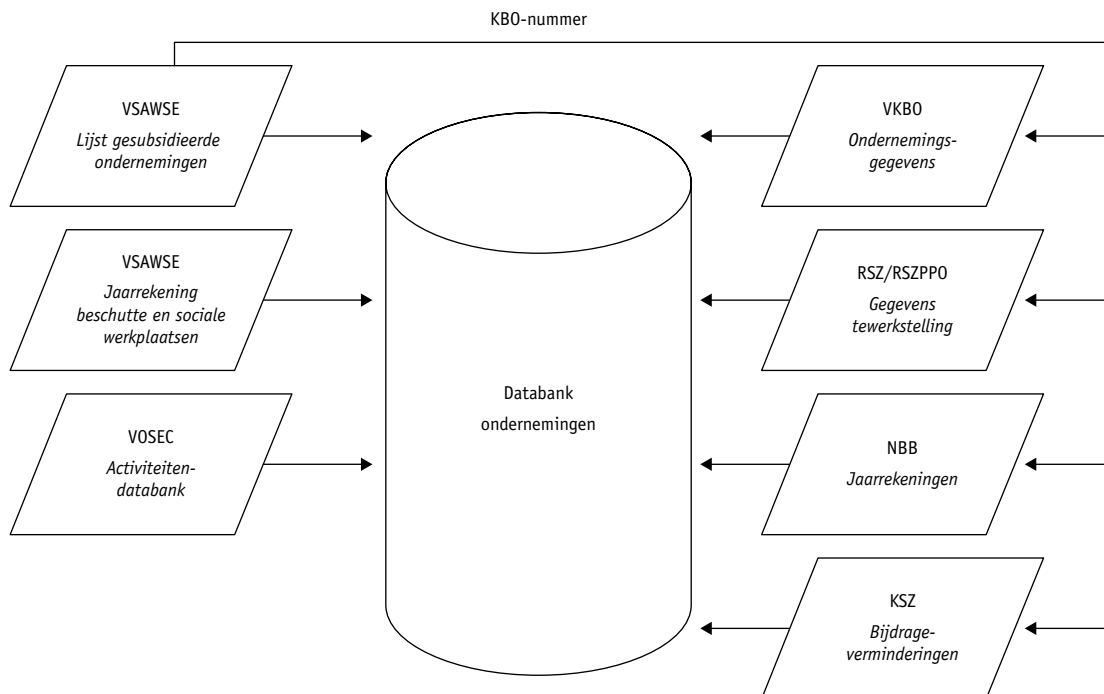 KBO-nummer
VSAWSE
Lijst gesubsidieerde
ondernemingen
VSAWSE
Jaarrekening
beschutte en sociale
werkplaatsen
VOSEC
Activiteiten-
databank
Databank
ondernemingen
VKBO
Ondernemings-
gegevens
RSZ/RSZPPO
Gegevens
tewerkstelling
NBB
Jaarrekeningen
KSZ
Bijdrage-
verminderingen